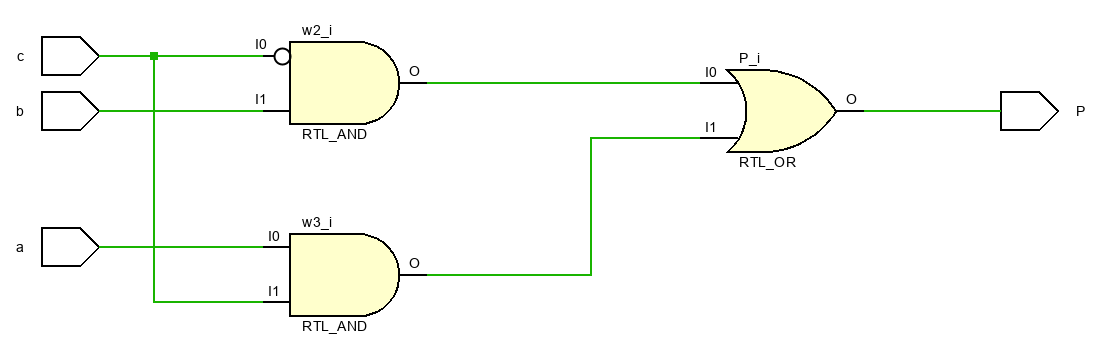 w2_i
c
I0
O
b
I1
RTL_AND
P_i
I0
O
I1
P
RTL_OR
w3_i
I0
O
a
I1
RTL_AND